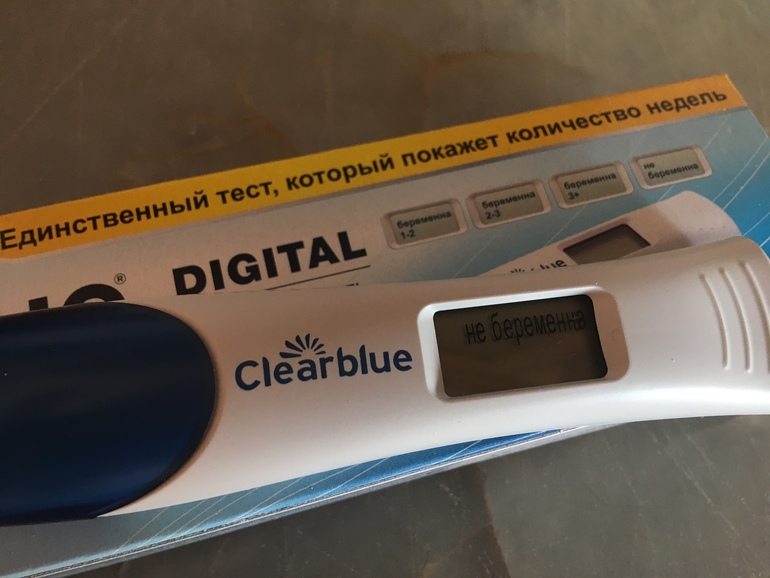 Единственный тест, который покажет количество недель
беременна
1-2
беременна
2-3
беременна
3+
не
беременна
DIGITAL
Clearblue
не беременна